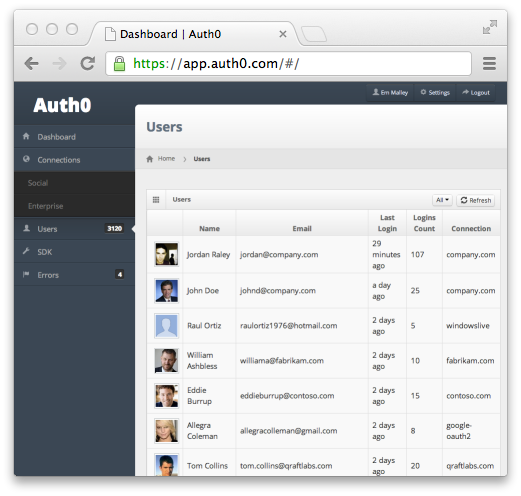 Dashboard | Auth0
https://app.auth0.com/#/
Auth0
Ern Malley Settings Logout
Dashboard
Connections
Social
Enterprise
Users 3120
SDK
Errors 4
Users
Home > Users
Users All Refresh
Name Email Last Login Logins Count Connection
Jordan Raley jordan@company.com 29 minutes ago 107 company.com
John Doe johnd@company.com a day ago 25 company.com
Raul Ortiz raulortiz1976@hotmail.com 2 days ago 5 windowslive
William Ashbless williama@fabrikam.com 2 days ago 10 fabrikam.com
Eddie Burrup eddieburrup@contoso.com 2 days ago 15 contoso.com
Allegra Coleman allegracolleman@gmail.com 2 days ago 8 google-oauth2
Tom Collins tom.collins@qraftlabs.com 2 days ago 20 qraftlabs.com